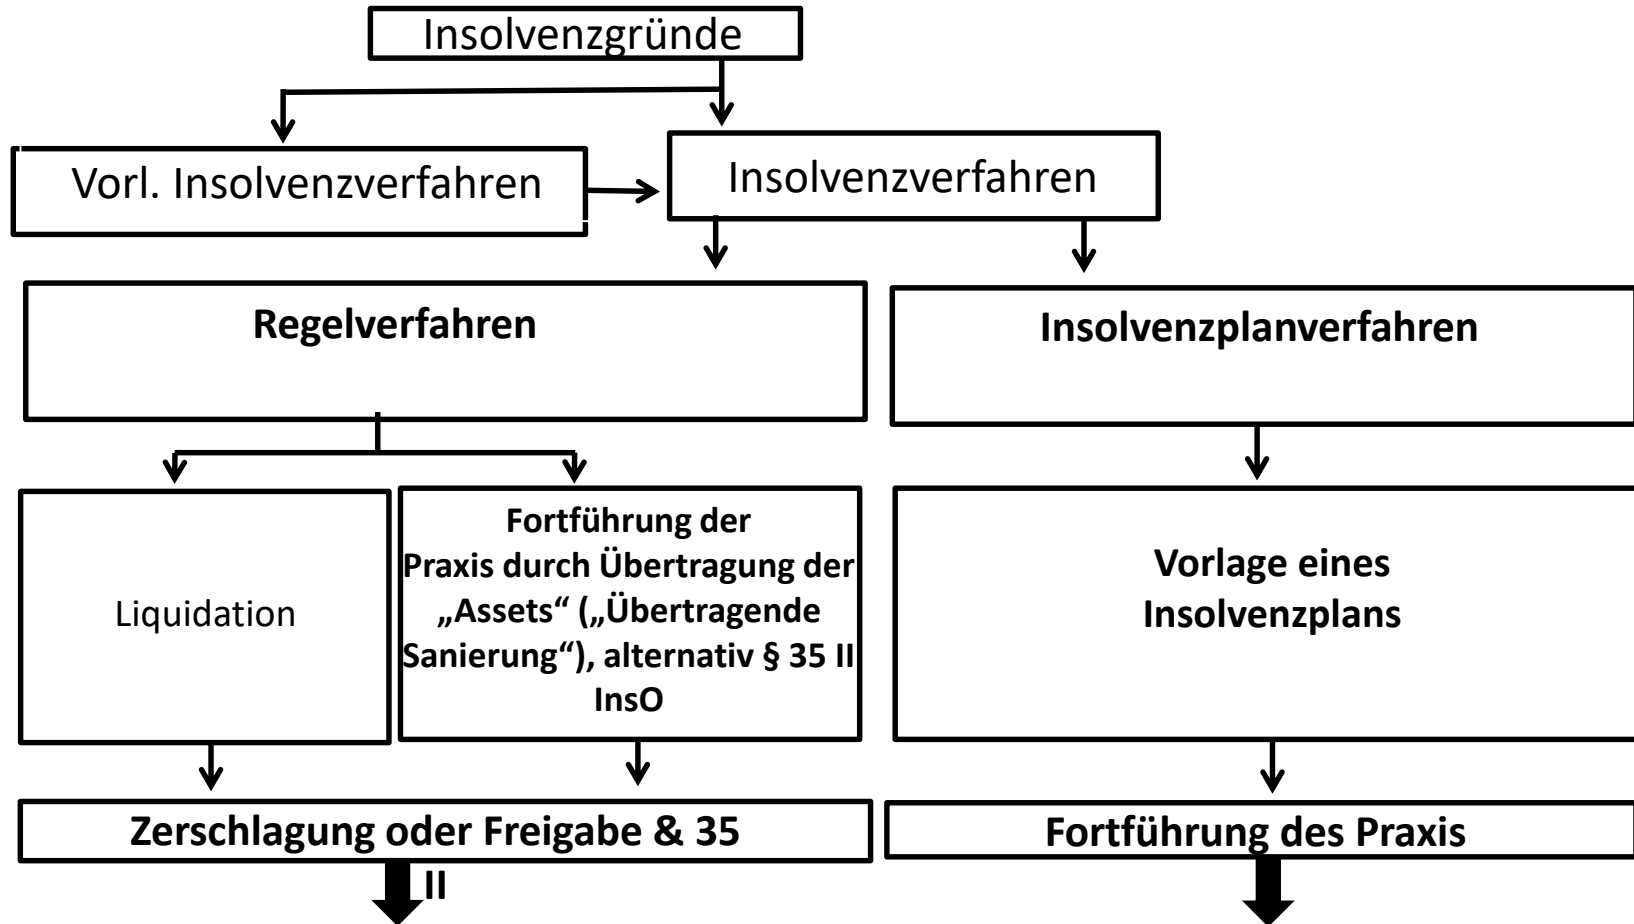 Insolvenzgründe
Vorl. Insolvenzverfahren
Insolvenzverfahren
Regelverfahren
Insolvenzplanverfahren
Liquidation
Fortführung der
Praxis durch Übertragung der
„Assets“ („Übertragende
Sanierung“), alternativ § 35 II
InsO
Vorlage eines
Insolvenzplans
Zerschlagung oder Freigabe & 35
II
Fortführung des Praxis